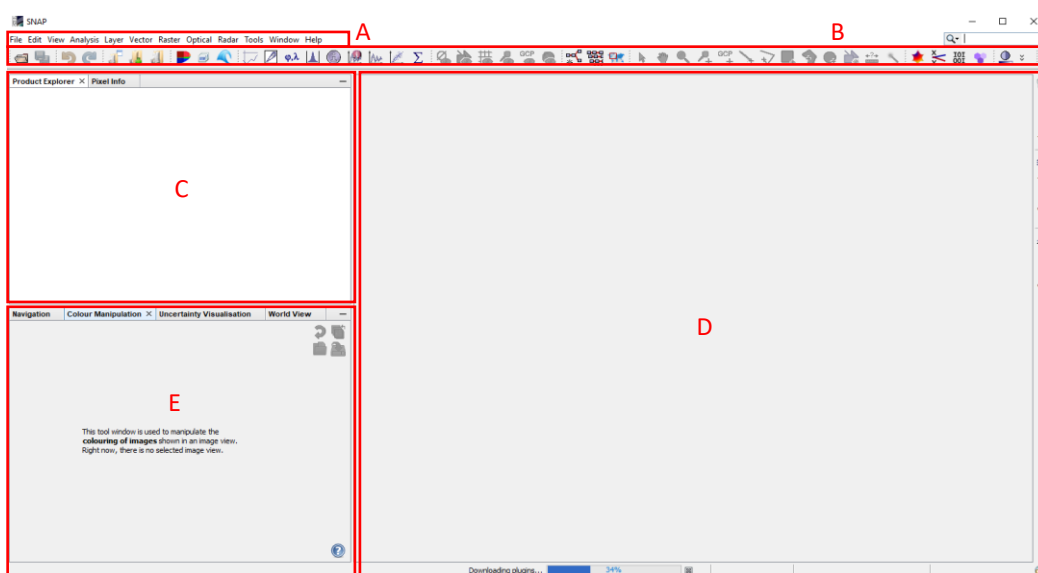 SNAP
A
B
File Edit View Analysis Layer Vector Raster Optical Radar Tools Window Help
φ,λ Σ GCP GCP
Product Explorer × Pixel Info
C
D
Navigation Colour Manipulation × Uncertainty Visualisation World View
E
This tool window is used to manipulate the
colouring of images shown in an image view.
Right now, there is no selected image view.
Downloading plugins... 34%